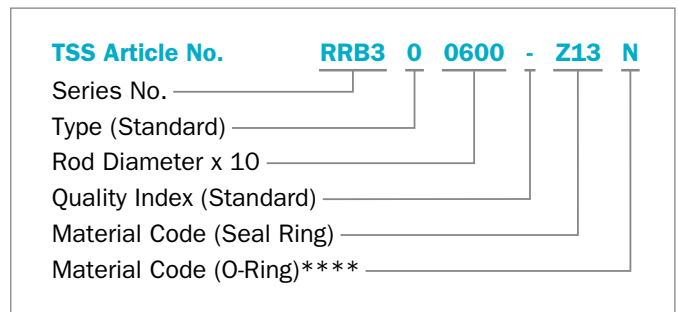 TSS Article No. RRB3 0 0600 - Z13 N
Series No.
Type (Standard)
Rod Diameter x 10
Quality Index (Standard)
Material Code (Seal Ring)
Material Code (O-Ring)****